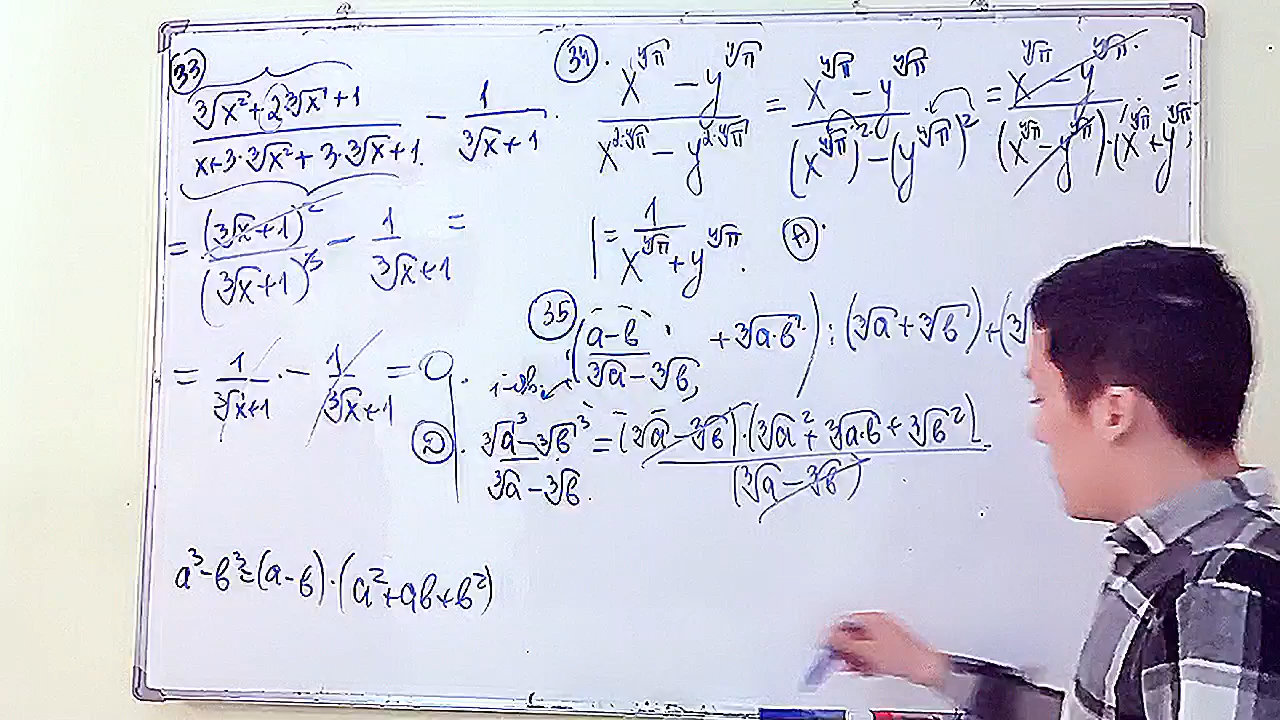 33
(∛x² + 2∛x + 1)/(x + 3·∛x² + 3·∛x + 1) − 1/(∛x + 1)
= (∛x + 1)²/(∛x + 1)³ − 1/(∛x + 1) =
= 1/(∛x + 1) − 1/(∛x + 1) = 0.
D
34. (x^∜π − y^∜π)/(x^(2·∜π) − y^(2·∜π)) = (x^∜π − y^∜π)/((x^∜π)² − (y^∜π)²) = (x^∜π − y^∜π)/((x^∜π − y^∜π)·(x^∜π + y^∜π)) =
= 1/(x^∜π + y^∜π). A
35 ((a − b)/(∛a − ∛b) + ∛(a·b)) : (∛a + ∛b) + (
(∛a³ − ∛b³)/(∛a − ∛b) = ((∛a − ∛b)·(∛a² + ∛(a·b) + ∛b²))/(∛a − ∛b)
a³ − b³ = (a − b)·(a² + ab + b²)